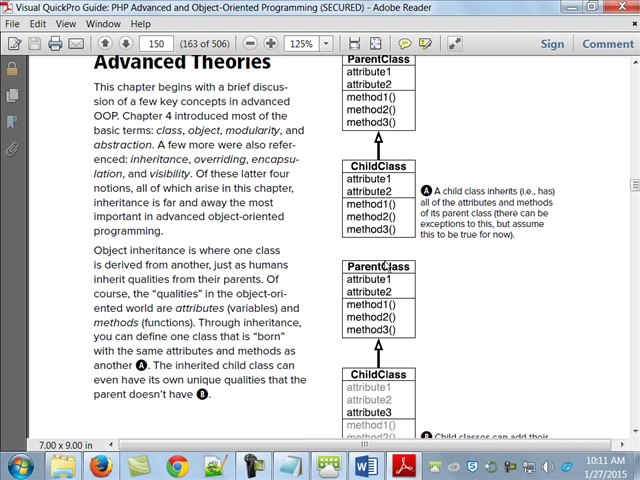 Visual QuickPro Guide: PHP Advanced and Object-Oriented Programming (SECURED) - Adobe Reader
File Edit View Window Help
150 (163 of 506) 125% Sign Comment
Advanced Theories
This chapter begins with a brief discus-
sion of a few key concepts in advanced
OOP. Chapter 4 introduced most of the
basic terms: class, object, modularity, and
abstraction. A few more were also refer-
enced: inheritance, overriding, encapsu-
lation, and visibility. Of these latter four
notions, all of which arise in this chapter,
inheritance is far and away the most
important in advanced object-oriented
programming.
Object inheritance is where one class
is derived from another, just as humans
inherit qualities from their parents. Of
course, the "qualities" in the object-ori-
ented world are attributes (variables) and
methods (functions). Through inheritance,
you can define one class that is "born"
with the same attributes and methods as
another A. The inherited child class can
even have its own unique qualities that the
parent doesn't have B.
ParentClass
attribute1
attribute2
method1()
method2()
method3()
ChildClass
attribute1
attribute2
method1()
method2()
method3()
A A child class inherits (i.e., has)
all of the attributes and methods
of its parent class (there can be
exceptions to this, but assume
this to be true for now).
ParentClass
attribute1
attribute2
method1()
method2()
method3()
ChildClass
attribute1
attribute2
attribute3
method1()
method2()
B Child classes can add their
7.00 x 9.00 in
10:11 AM
1/27/2015